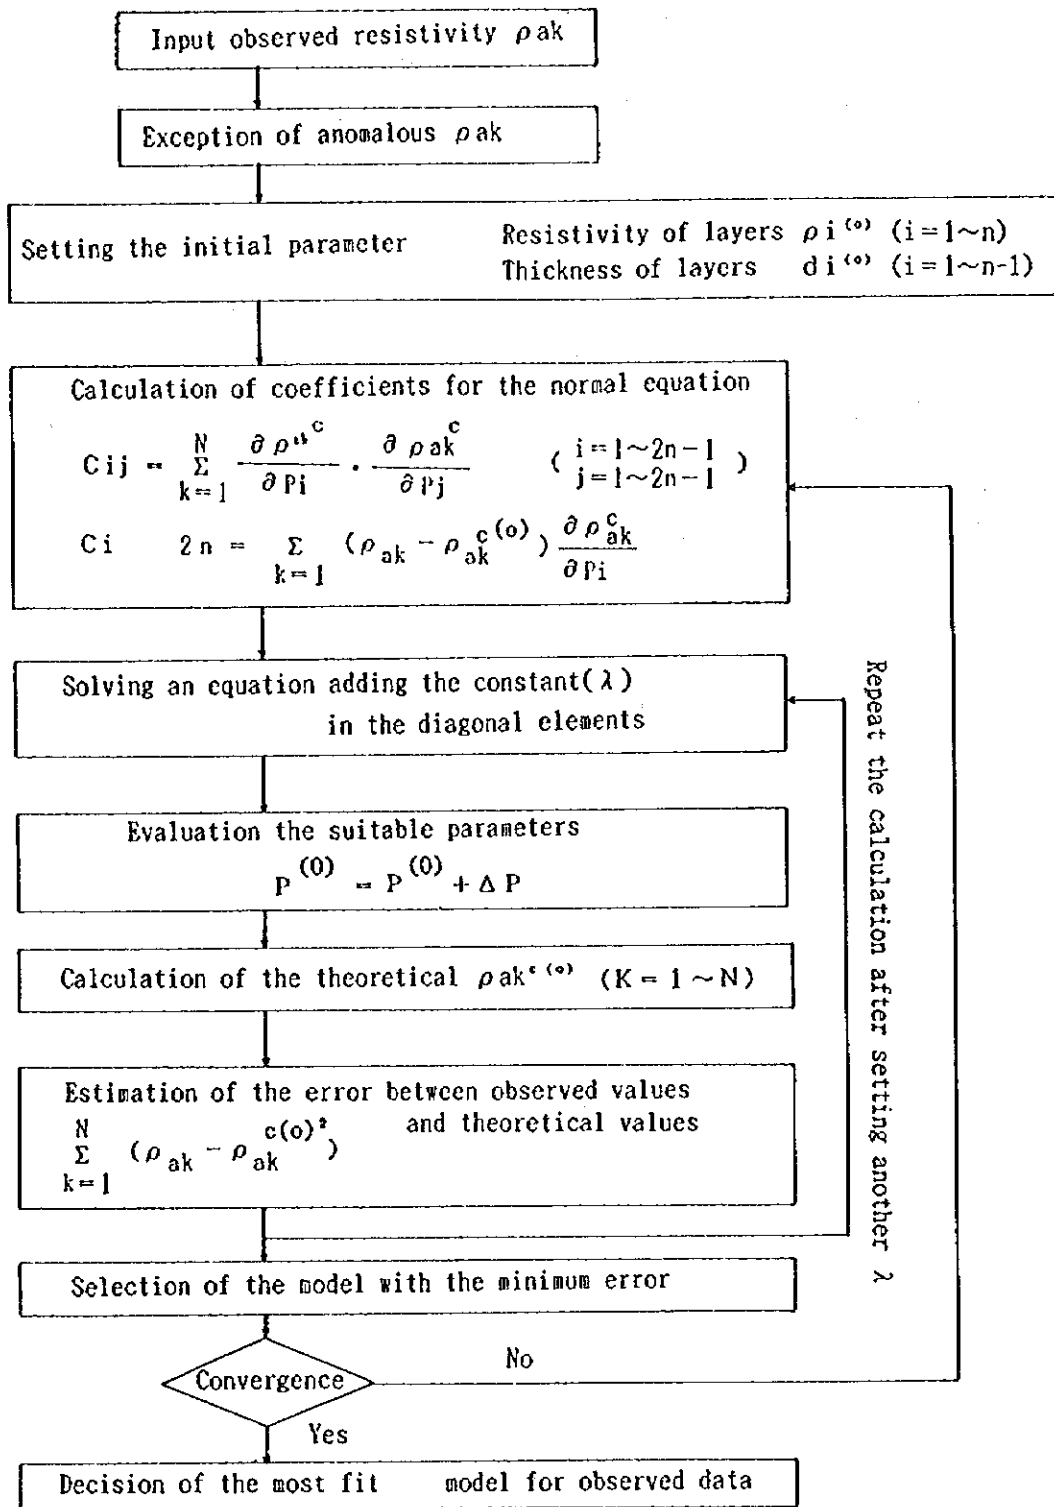 Input observed resistivity ρak
Exception of anomalous ρak
Setting the initial parameter Resistivity of layers ρi⁽⁰⁾ (i=1~n)
Thickness of layers di⁽⁰⁾ (i=1~n-1)
Calculation of coefficients for the normal equation
Cij = Σ_{k=1}^{N} ∂ρak^c/∂Pi · ∂ρak^c/∂Pj (i=1~2n-1 j=1~2n-1)
Ci 2n = Σ_{k=1} (ρak - ρak^c(o)) ∂ρak^c/∂Pi
Solving an equation adding the constant(λ)
in the diagonal elements
Evaluation the suitable parameters
P^(0) = P^(0) + ΔP
Calculation of the theoretical ρak^c(o) (K=1~N)
Estimation of the error between observed values
and theoretical values
Σ_{k=1}^{N} (ρak - ρak^c(o)²)
Selection of the model with the minimum error
Convergence
No
Yes
Decision of the most fit model for observed data
Repeat the calculation after setting another λ